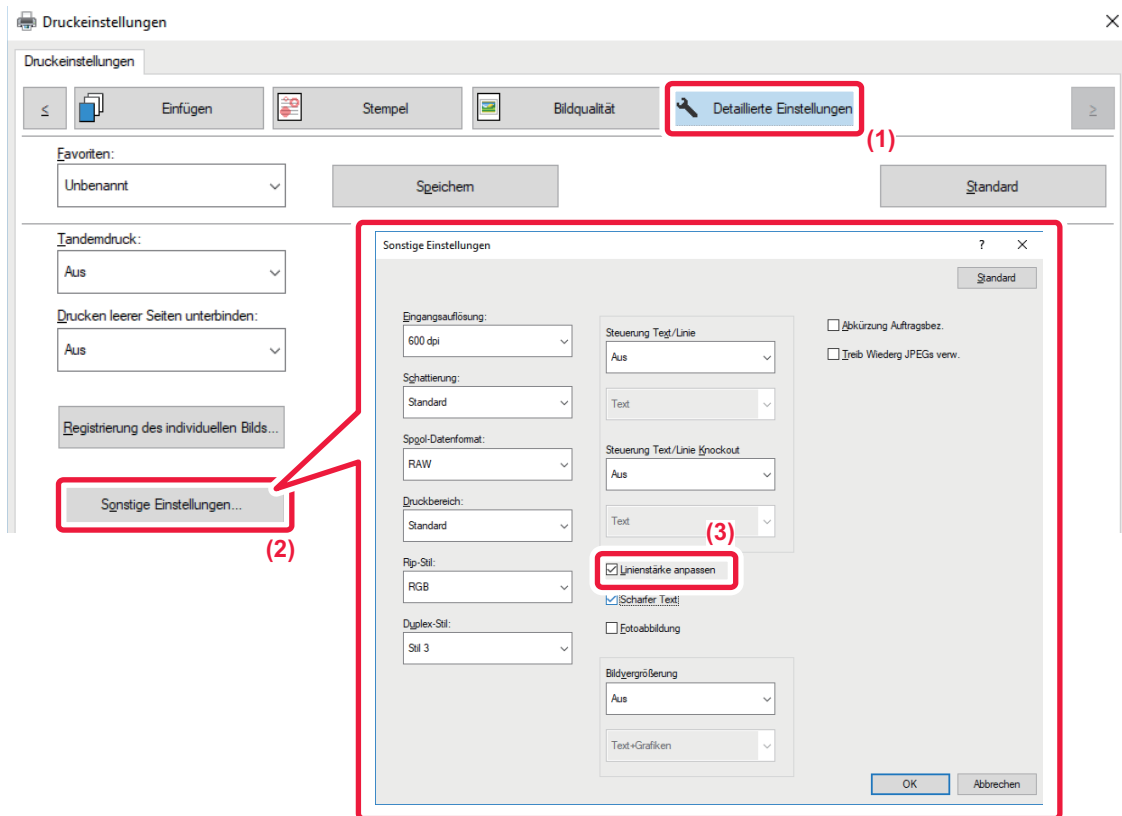 Druckeinstellungen
Druckeinstellungen
<
Einfügen
Stempel
Bildqualität
Detaillierte Einstellungen
>
(1)
Favoriten:
Unbenannt
Speichern
Standard
Tandemdruck:
Aus
Drucken leerer Seiten unterbinden:
Aus
Registrierung des individuellen Bilds...
Sonstige Einstellungen...
(2)
Sonstige Einstellungen
?
Standard
Eingangsauflösung:
600 dpi
Schattierung:
Standard
Spool-Datenformat:
RAW
Druckbereich:
Standard
Rip-Stil:
RGB
Duplex-Stil:
Stil 3
Steuerung Text/Linie
Aus
Text
Steuerung Text/Linie Knockout
Aus
Text
(3)
Linienstärke anpassen
Scharfer Text
Fotoabbildung
Bildvergrößerung
Aus
Text+Grafiken
Abkürzung Auftragsbez.
Treib Wiederg JPEGs verw.
OK
Abbrechen